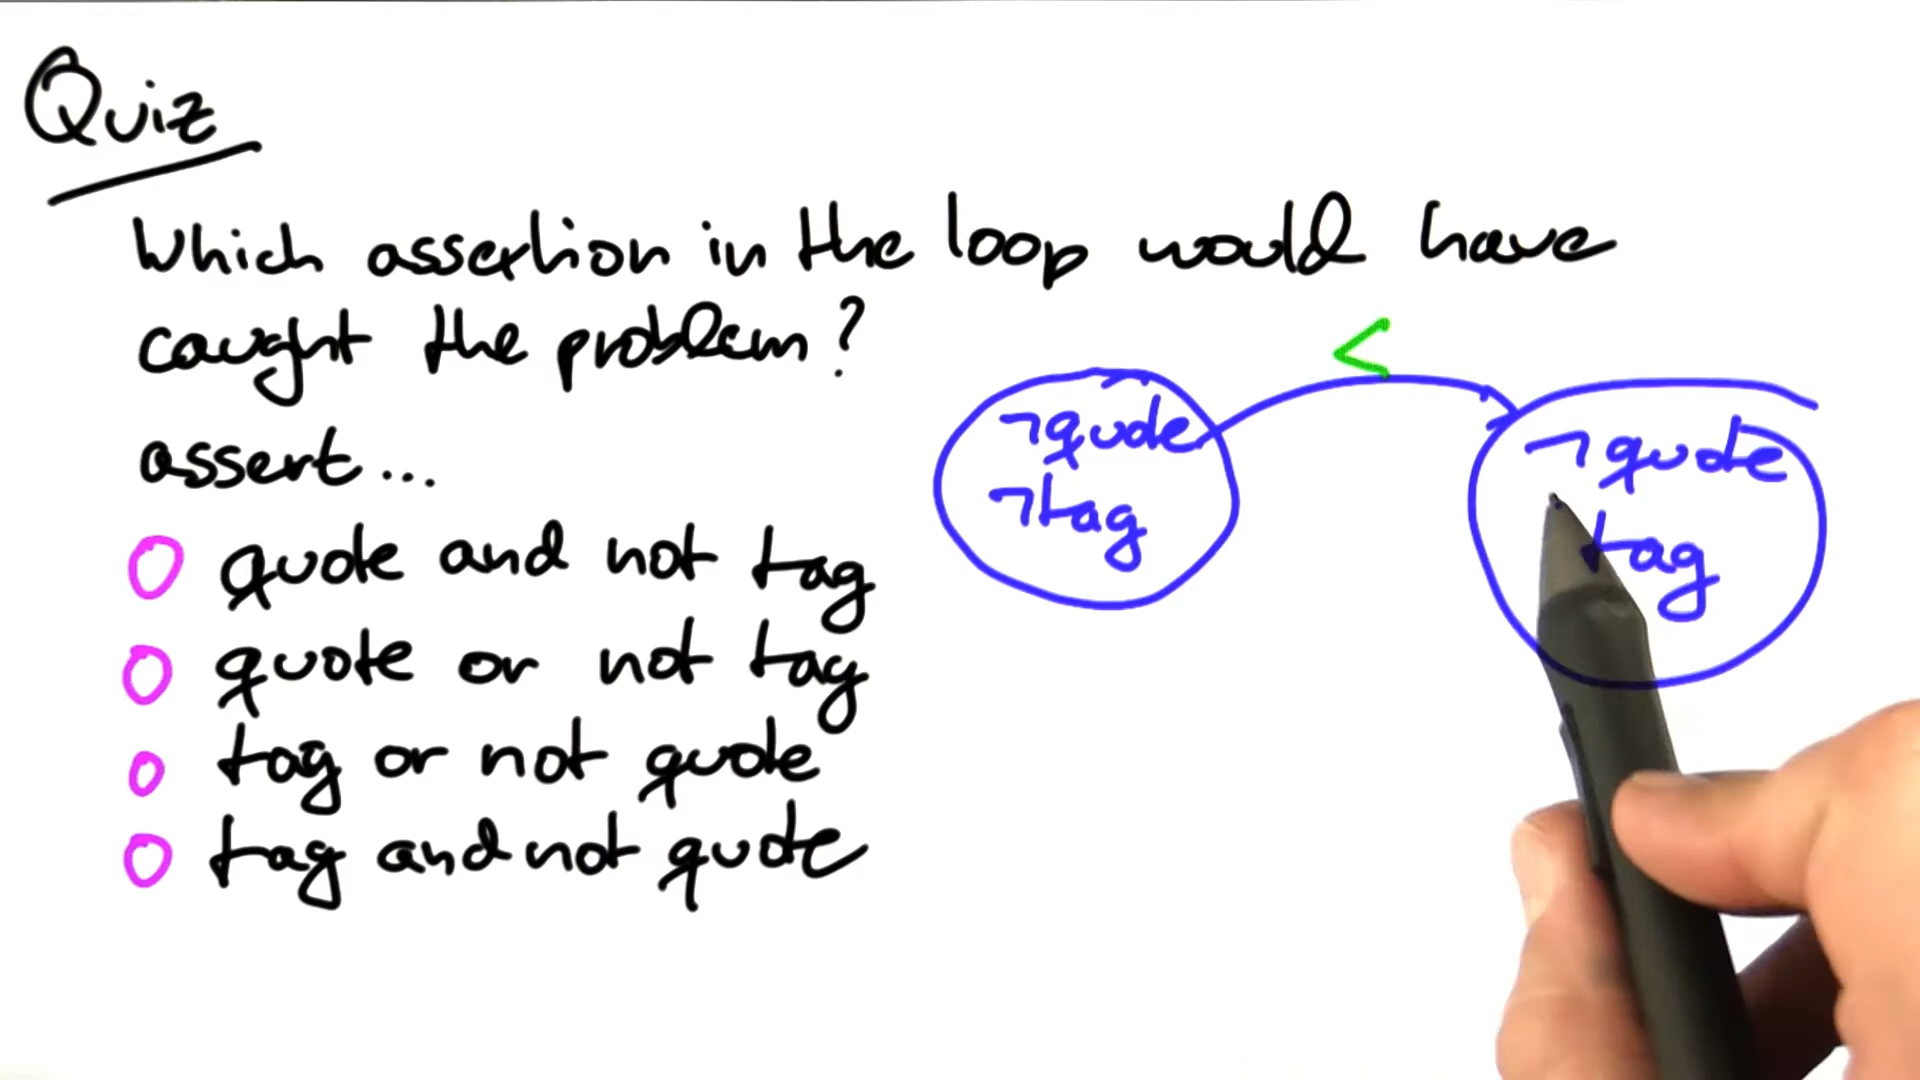 Quiz
Which assertion in the loop would have
caught the problem?
assert...
quote and not tag
quote or not tag
tag or not quote
tag and not quote
<
¬quote
¬tag
¬quote
tag